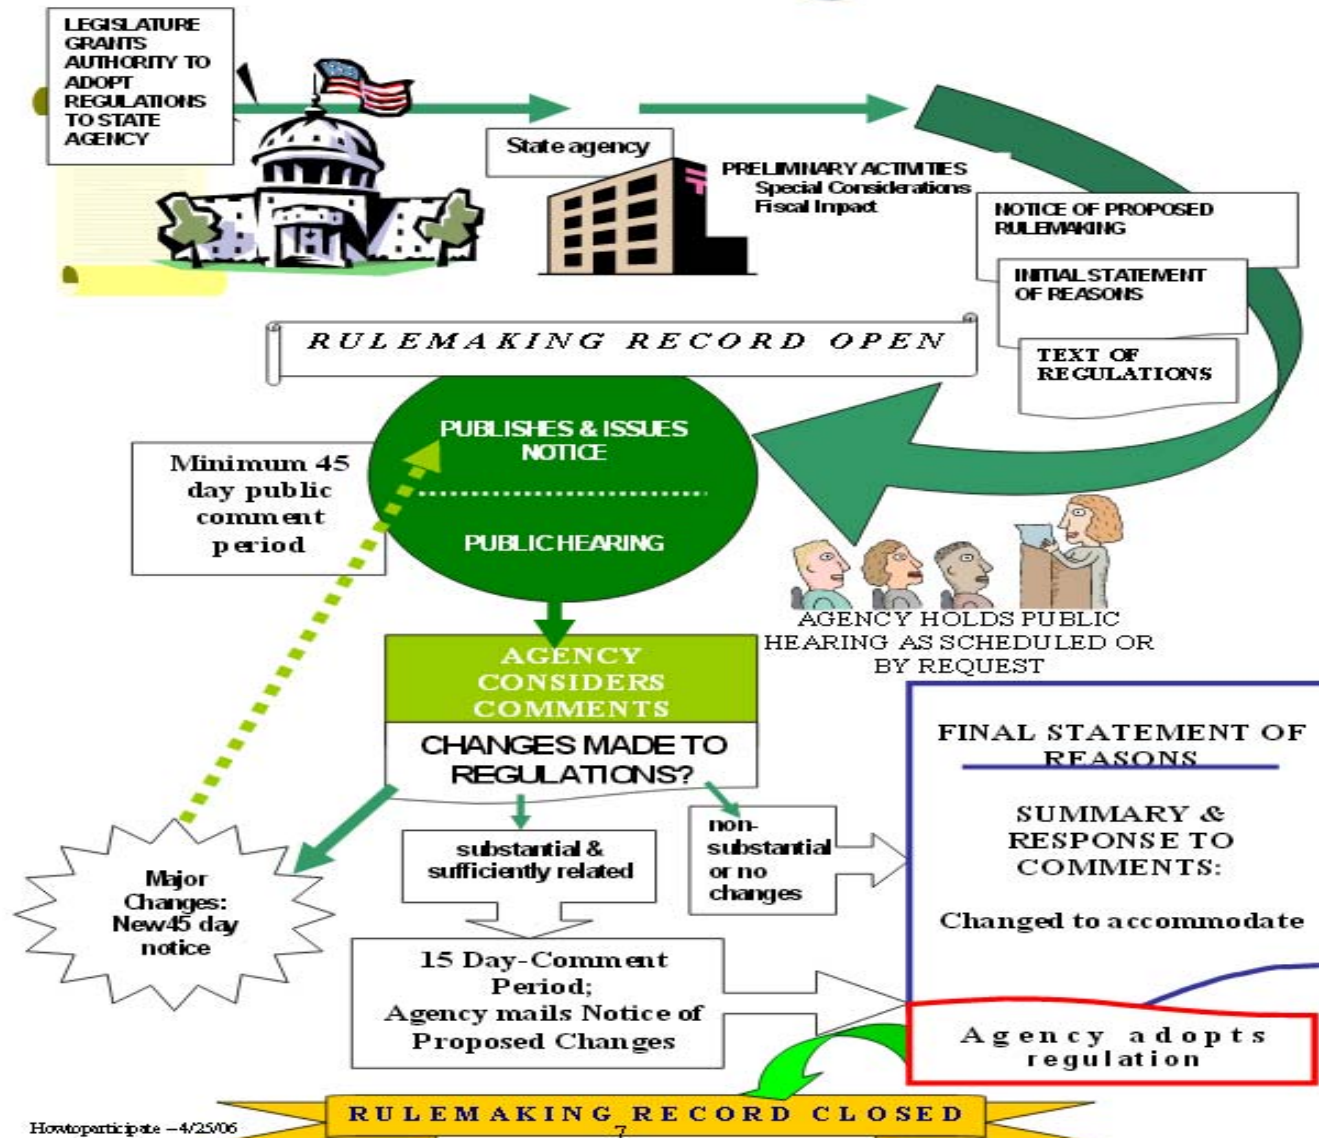 LEGISLATURE
GRANTS
AUTHORITY TO
ADOPT
REGULATIONS
TO STATE
AGENCY
State agency
PRELIMNARY ACTIVITIES
Special Considerations
Fiscal Impact
NOTICE OF PROPOSED
RULEMAKING
INITIAL STATEMENT
OF REASONS
TEXT OF
REGULATIONS
RULEMAKING RECORD OPEN
PUBLISHES & ISSUES
NOTICE
PUBLIC HEARING
Minimum 45
day public
comment
period
AGENCY HOLDS PUBLIC
HEARING AS SCHEDULED OR
BY REQUEST
AGENCY
CONSIDERS
COMMENTS
CHANGES MADE TO
REGULATIONS?
Major
Changes:
New 45 day
notice
substantial &
sufficiently related
non-
substantial
or no
changes
15 Day-Comment
Period;
Agency mails Notice of
Proposed Changes
FINAL STATEMENT OF
REASONS
SUMMARY &
RESPONSE TO
COMMENTS:
Changed to accommodate
Agency adopts
regulation
RULEMAKING RECORD CLOSED
7
Howtoparticipate – 4/25/06